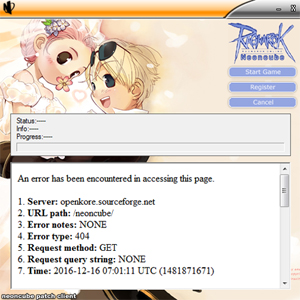 RAGNAROK
Neoncube
Start Game
Register
Cancel
Status:----
Info:----
Progress:----
An error has been encountered in accessing this page.
1. Server: openkore.sourceforge.net
2. URL path: /neoncube/
3. Error notes: NONE
4. Error type: 404
5. Request method: GET
6. Request query string: NONE
7. Time: 2016-12-16 07:01:11 UTC (1481871671)
neoncube patch client